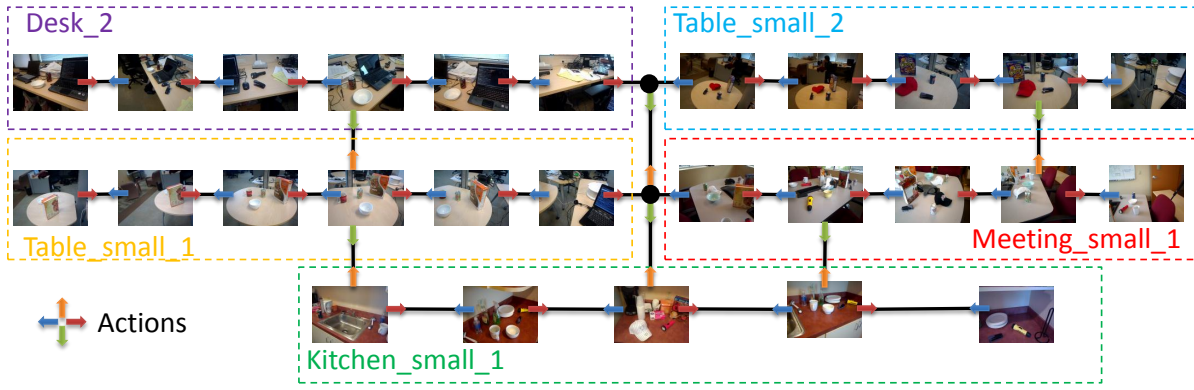 Desk_2
Table_small_2
Table_small_1
Meeting_small_1
Actions
Kitchen_small_1